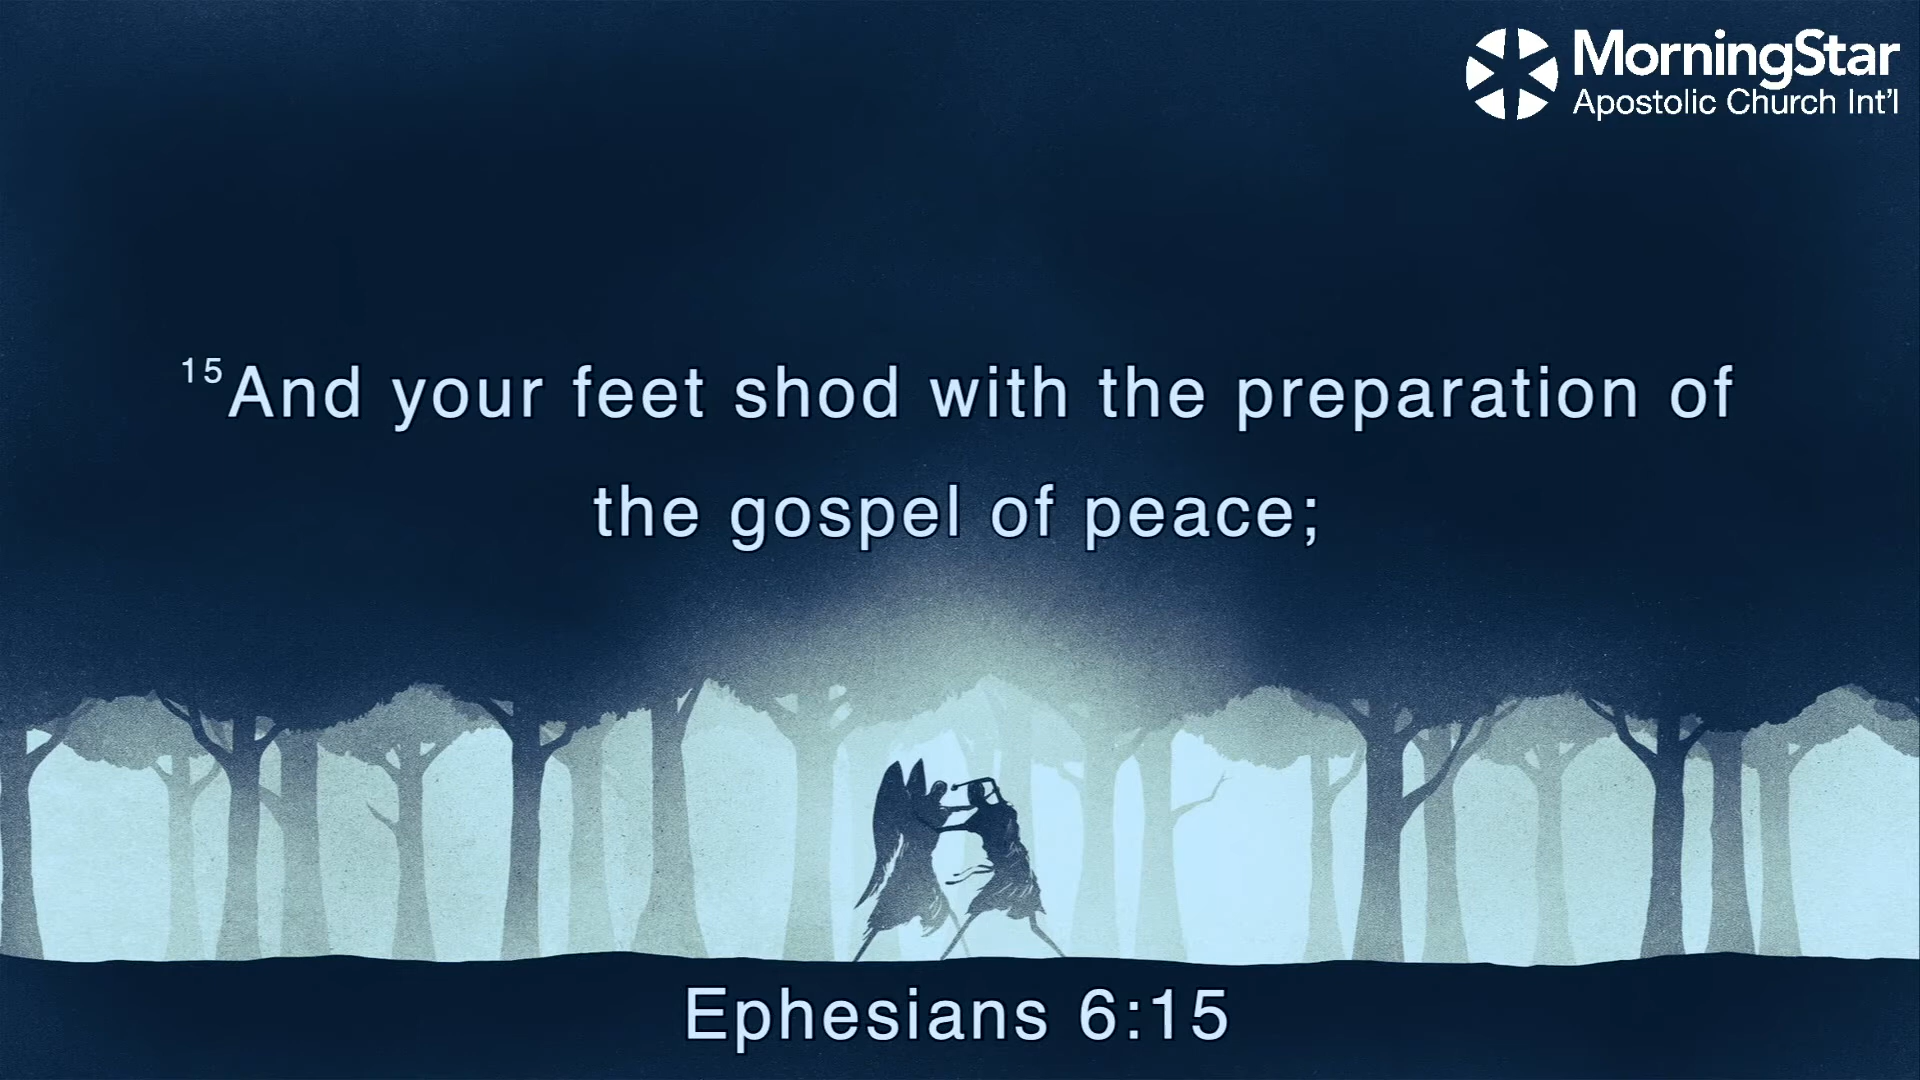 MorningStar
Apostolic Church Int'l
15And your feet shod with the preparation of
the gospel of peace;
Ephesians 6:15